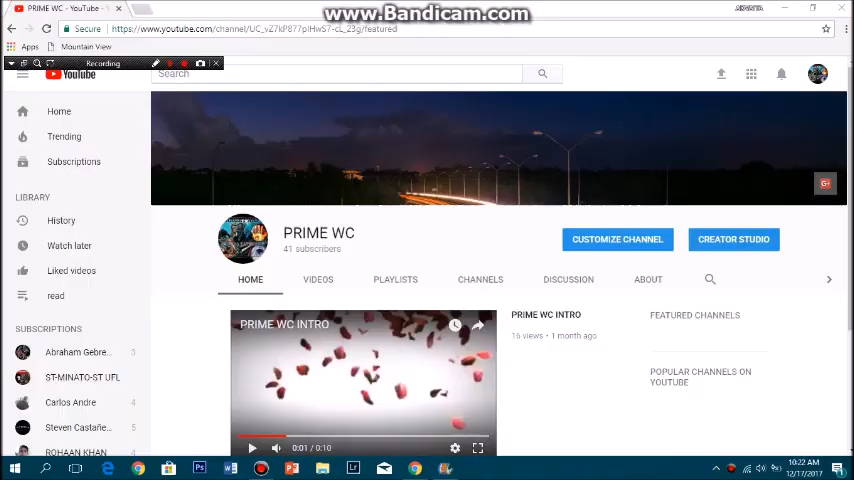 www.Bandicam.com
PRIME WC - YouTube - Y
Secure https://www.youtube.com/channel/UC_vZ7kP877pIHwS7-cL_23g/featured
Apps Mountain View
Recording
YouTube
Search
Home
Trending
Subscriptions
LIBRARY
History
Watch later
Liked videos
read
SUBSCRIPTIONS
Abraham Gebre... 3
ST-MINATO-ST UFL
Carlos Andre 4
Steven Castañe... 5
ROHAAN KHAN
PRIME WC
41 subscribers
CUSTOMIZE CHANNEL
CREATOR STUDIO
HOME VIDEOS PLAYLISTS CHANNELS DISCUSSION ABOUT
PRIME WC INTRO
0:01 / 0:10
PRIME WC INTRO
16 views • 1 month ago
FEATURED CHANNELS
POPULAR CHANNELS ON
YOUTUBE
10:22 AM
12/17/2017